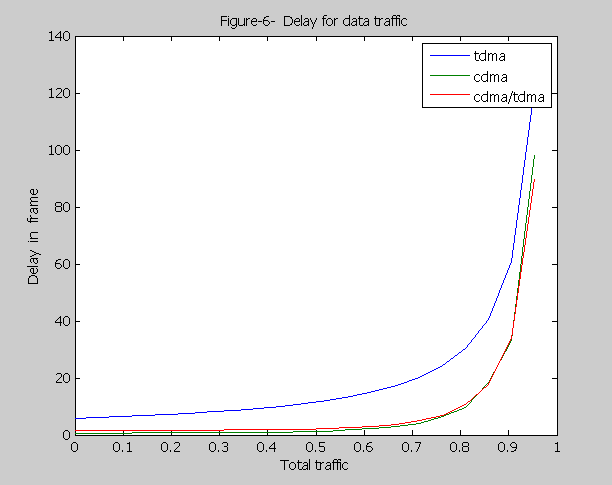 Figure-6- Delay for data traffic
140
120
100
80
60
40
20
0
Delay in frame
tdma
cdma
cdma/tdma
0 0.1 0.2 0.3 0.4 0.5 0.6 0.7 0.8 0.9 1
Total traffic